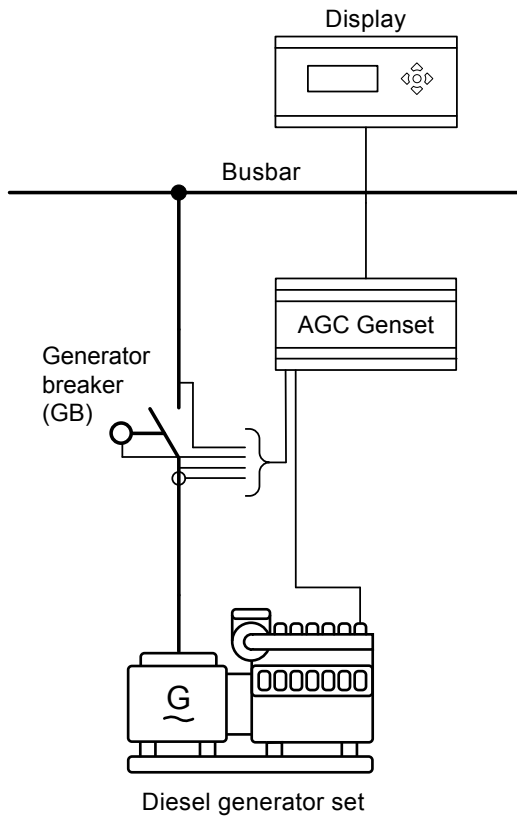 Display
Busbar
AGC Genset
Generator
breaker
(GB)
G
Diesel generator set